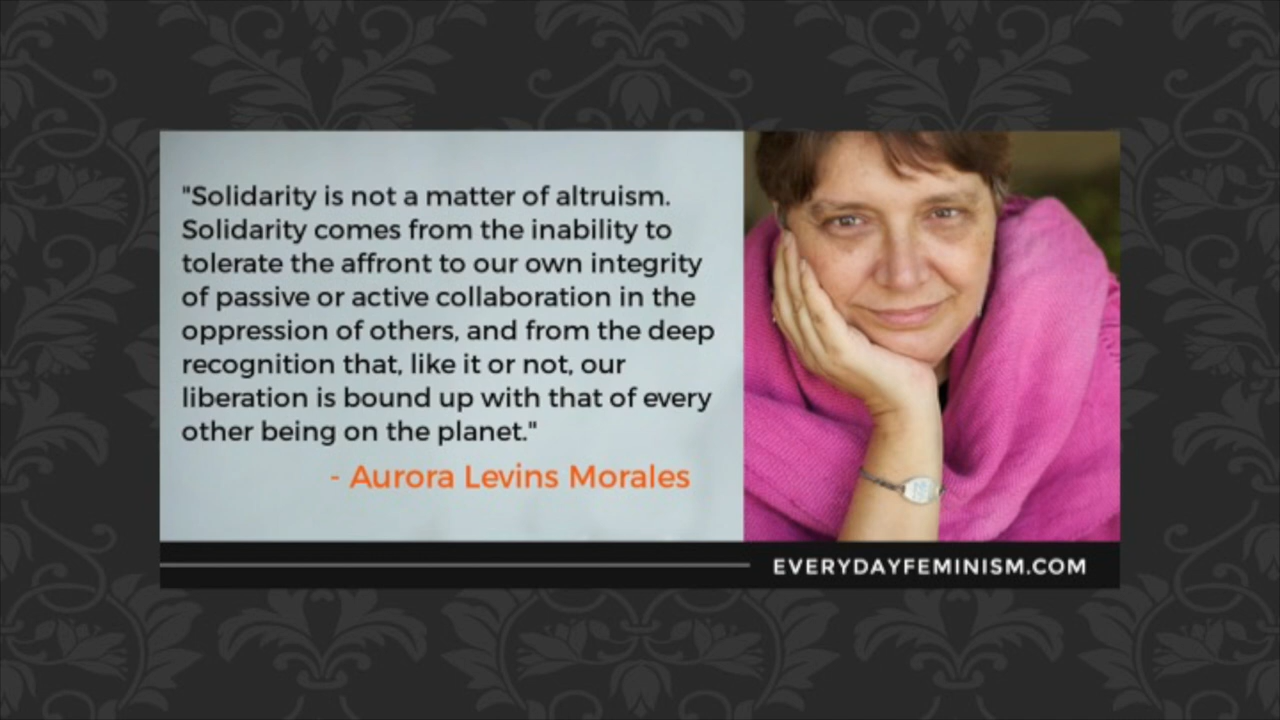 "Solidarity is not a matter of altruism.
Solidarity comes from the inability to
tolerate the affront to our own integrity
of passive or active collaboration in the
oppression of others, and from the deep
recognition that, like it or not, our
liberation is bound up with that of every
other being on the planet."
- Aurora Levins Morales
EVERYDAYFEMINISM.COM